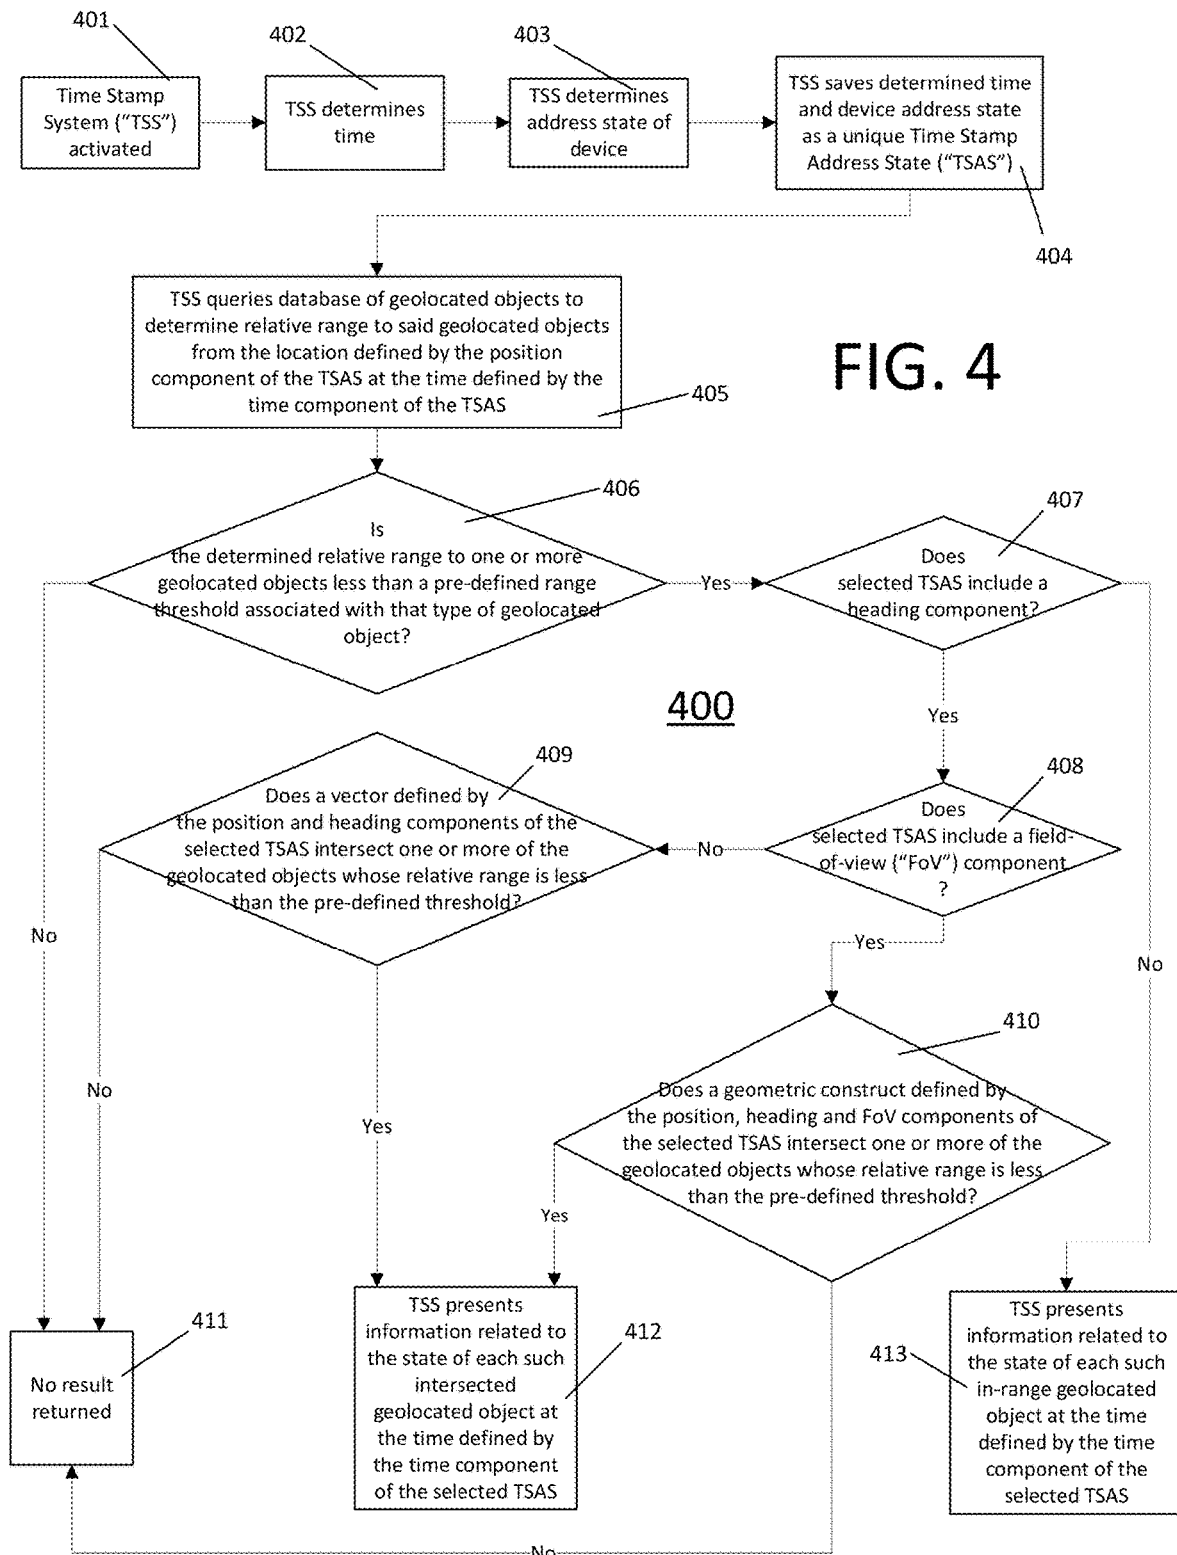 401
402
403
Time Stamp
System ("TSS")
activated
TSS determines
time
TSS determines
address state of
device
TSS saves determined time
and device address state
as a unique Time Stamp
Address State ("TSAS")
404
TSS queries database of geolocated objects to
determine relative range to said geolocated objects
from the location defined by the position
component of the TSAS at the time defined by the
time component of the TSAS
405
FIG. 4
406
Is
the determined relative range to one or more
geolocated objects less than a pre-defined range
threshold associated with that type of geolocated
object?
Yes
407
Does
selected TSAS include a
heading component?
400
Yes
409
Does a vector defined by
the position and heading components of the
selected TSAS intersect one or more of the
geolocated objects whose relative range is less
than the pre-defined threshold?
No
408
Does
selected TSAS include a field-
of-view ("FoV") component
?
No
Yes
No
410
Does a geometric construct defined by
the position, heading and FoV components of
the selected TSAS intersect one or more of the
geolocated objects whose relative range is less
than the pre-defined threshold?
No
Yes
Yes
411
No result
returned
TSS presents
information related to
the state of each such
intersected
geolocated object at
the time defined by
the time component
of the selected TSAS
412
413
TSS presents
information related to
the state of each such
in-range geolocated
object at the time
defined by the time
component of the
selected TSAS
No